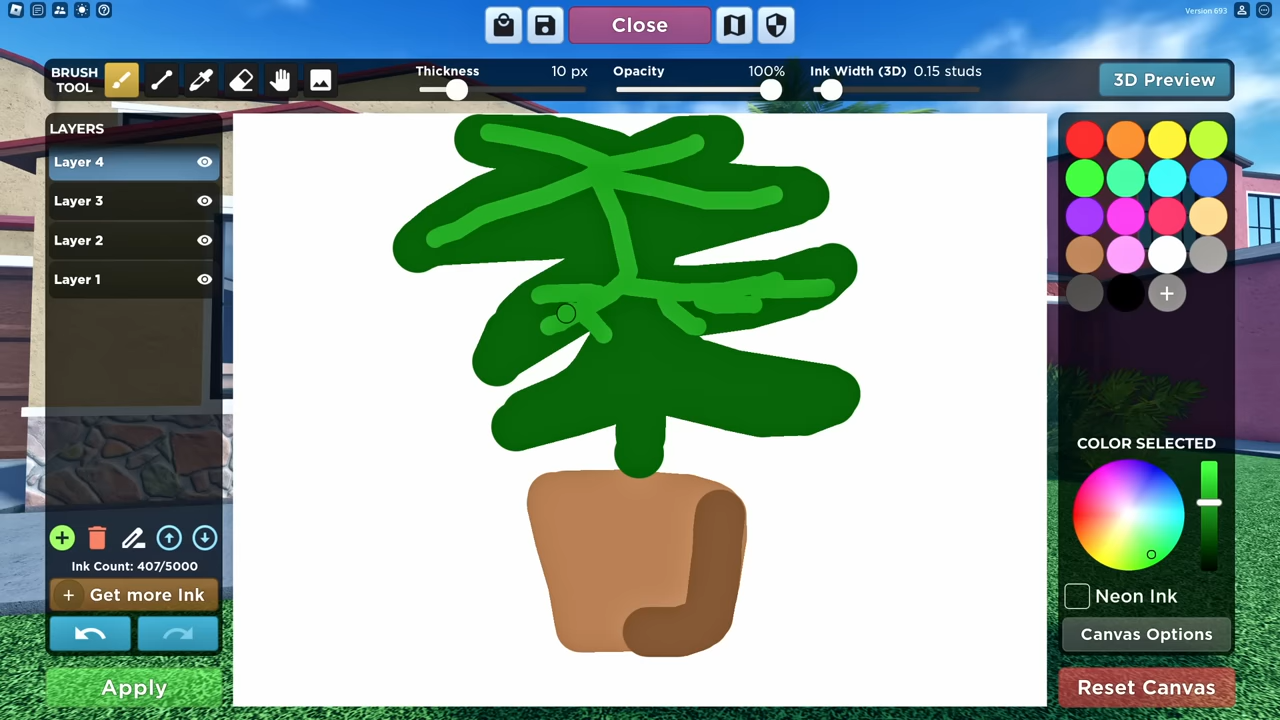 Version 693
Close
BRUSH
TOOL
Thickness 10 px
Opacity 100%
Ink Width (3D) 0.15 studs
3D Preview
LAYERS
Layer 4
Layer 3
Layer 2
Layer 1
COLOR SELECTED
Ink Count: 407/5000
+ Get more Ink
Neon Ink
Canvas Options
Apply
Reset Canvas